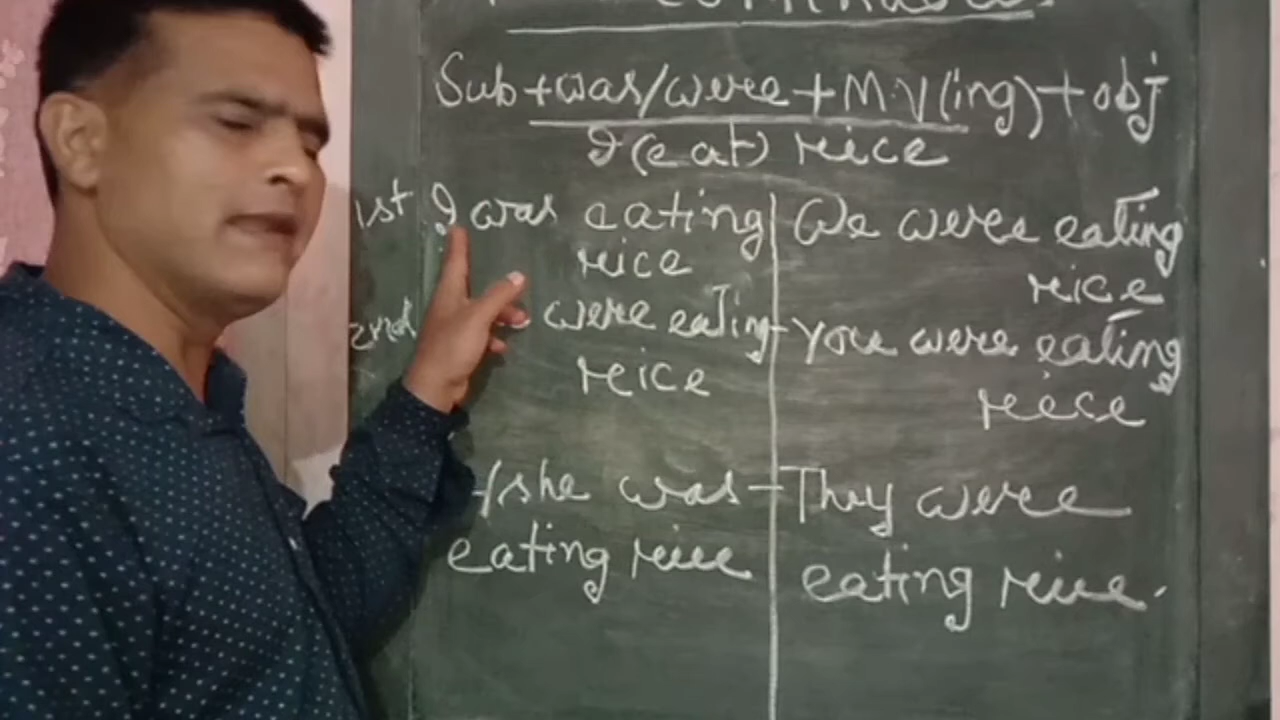 Sub+was/were+M.V(ing)+obj
I(eat) rice
1st I was eating rice
We were eating rice
2nd were eating rice
You were eating rice
/she was eating rice
They were eating rice.